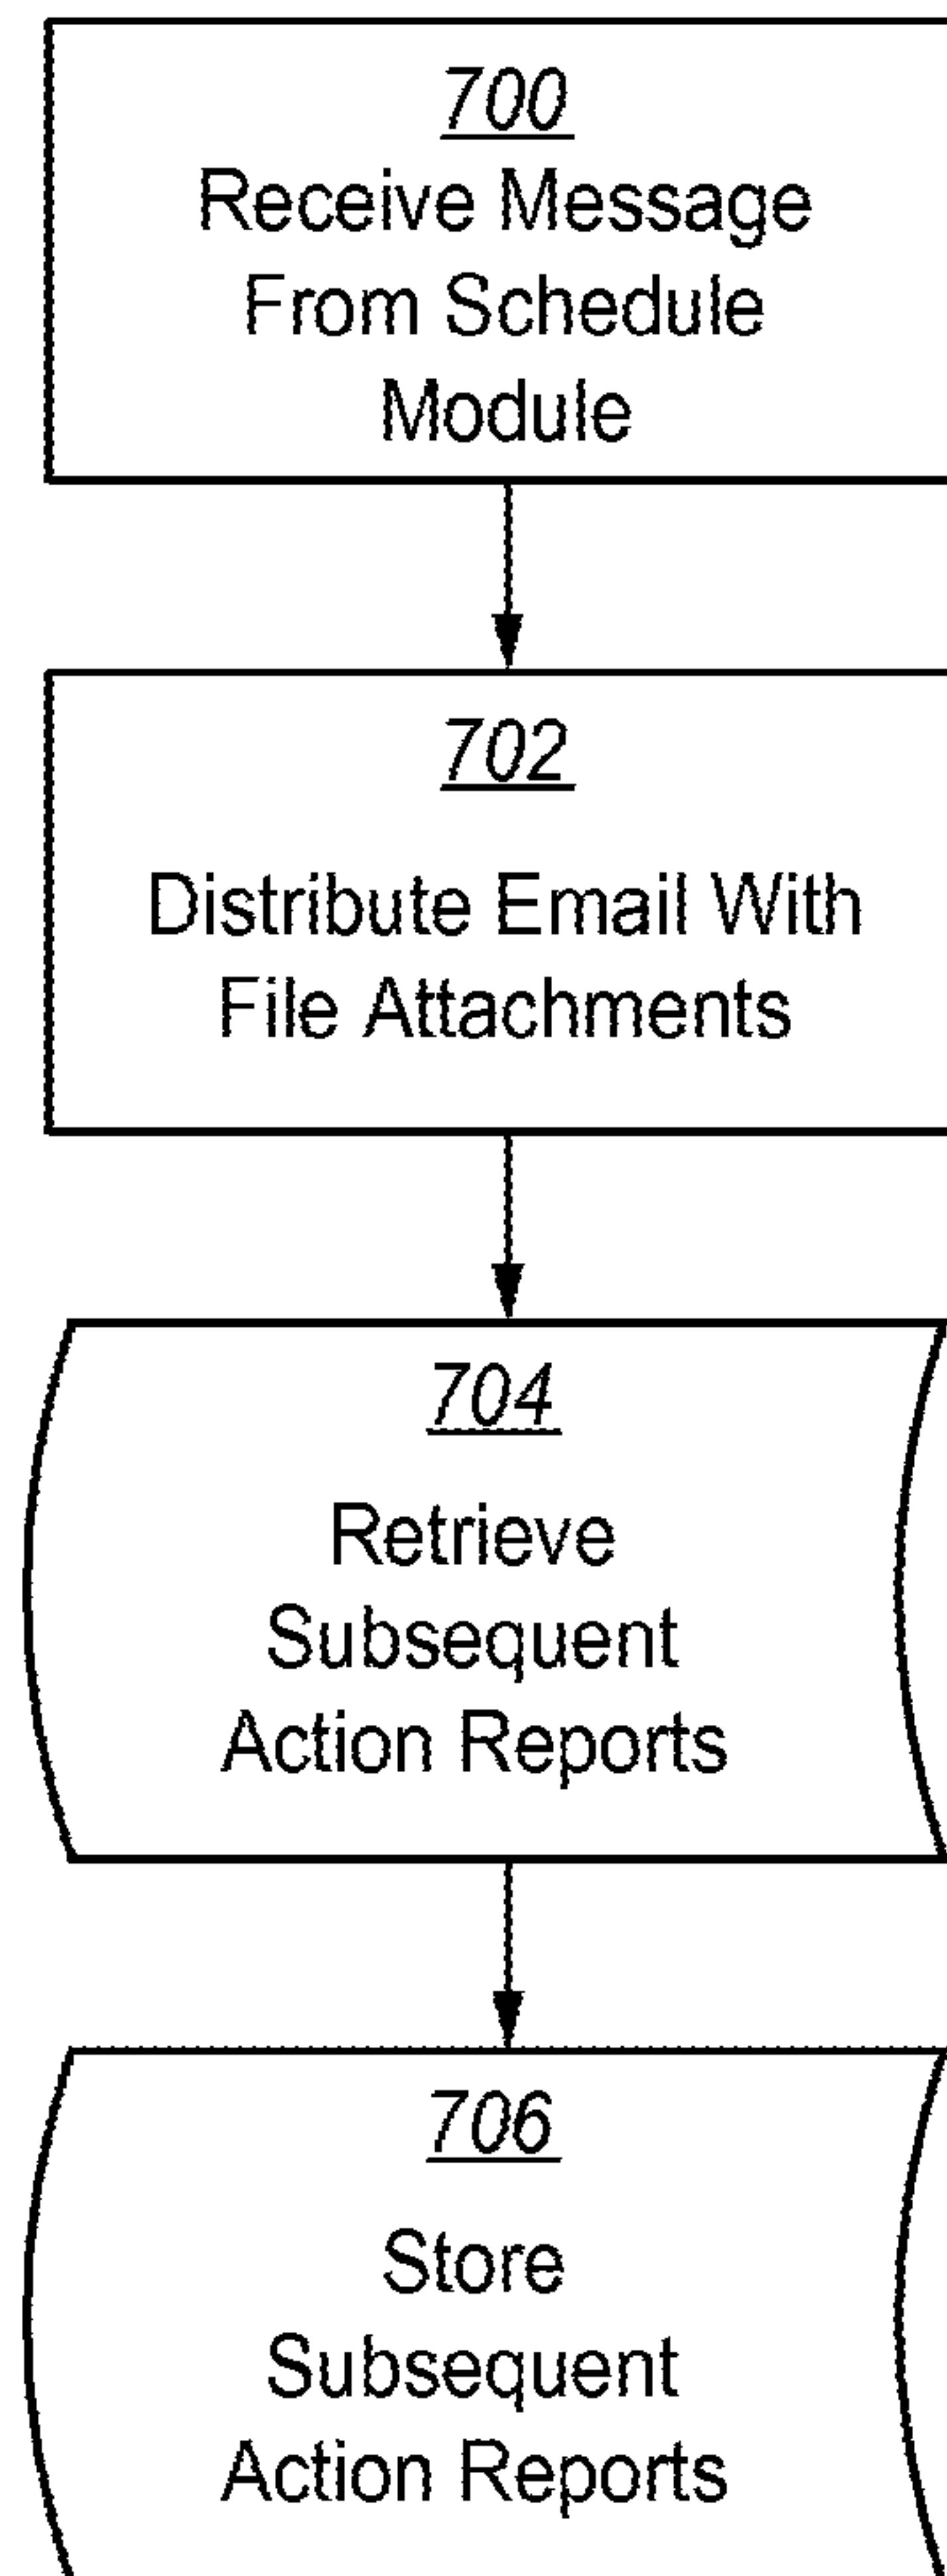 700
Receive Message
From Schedule
Module
702
Distribute Email With
File Attachments
704
Retrieve
Subsequent
Action Reports
706
Store
Subsequent
Action Reports